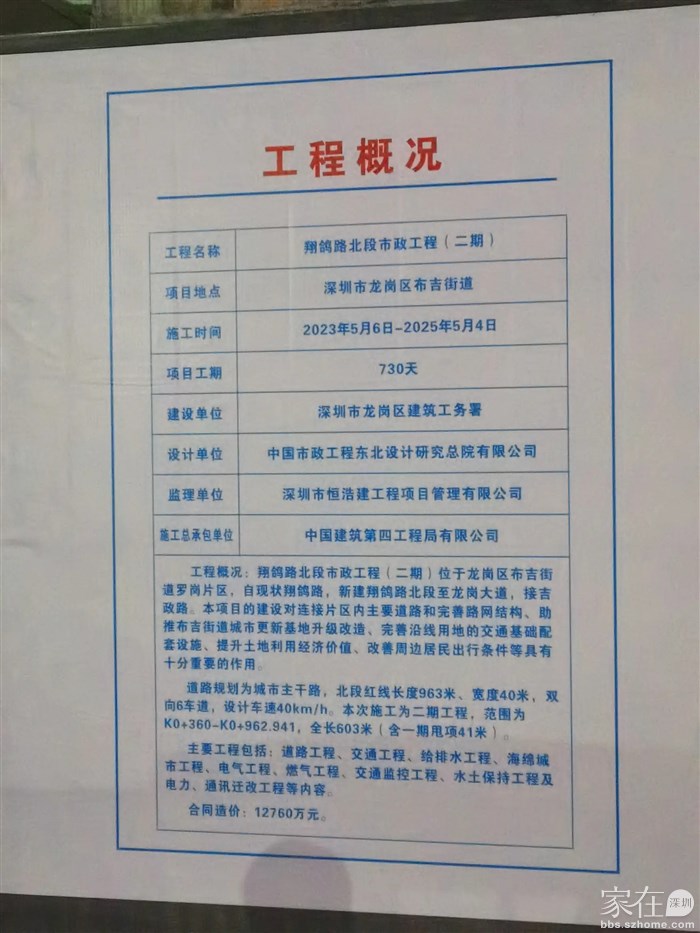 工程概况
工程名称 翔鸽路北段市政工程（二期）
项目地点 深圳市龙岗区布吉街道
施工时间 2023年5月6日-2025年5月4日
项目工期 730天
建设单位 深圳市龙岗区建筑工务署
设计单位 中国市政工程东北设计研究总院有限公司
监理单位 深圳市恒浩建工程项目管理有限公司
施工总承包单位 中国建筑第四工程局有限公司
工程概况：翔鸽路北段市政工程（二期）位于龙岗区布吉街
道罗岗片区，自现状翔鸽路，新建翔鸽路北段至龙岗大道，接吉
政路。本项目的建设对连接片区内主要道路和完善路网结构、助
推布吉街道城市更新基地升级改造、完善沿线用地的交通基础配
套设施、提升土地利用经济价值、改善周边居民出行条件等具有
十分重要的作用。
道路规划为城市主干路，北段红线长度963米、宽度40米，双
向6车道，设计车速40km/h。本次施工为二期工程，范围为
K0+360-K0+962.941，全长603米（含一期甩项41米）。
主要工程包括：道路工程、交通工程、给排水工程、海绵城
市工程、电气工程、燃气工程、交通监控工程、水土保持工程及
电力、通讯迁改工程等内容。
合同造价：12760万元。
家在深圳
bbs.szhome.com